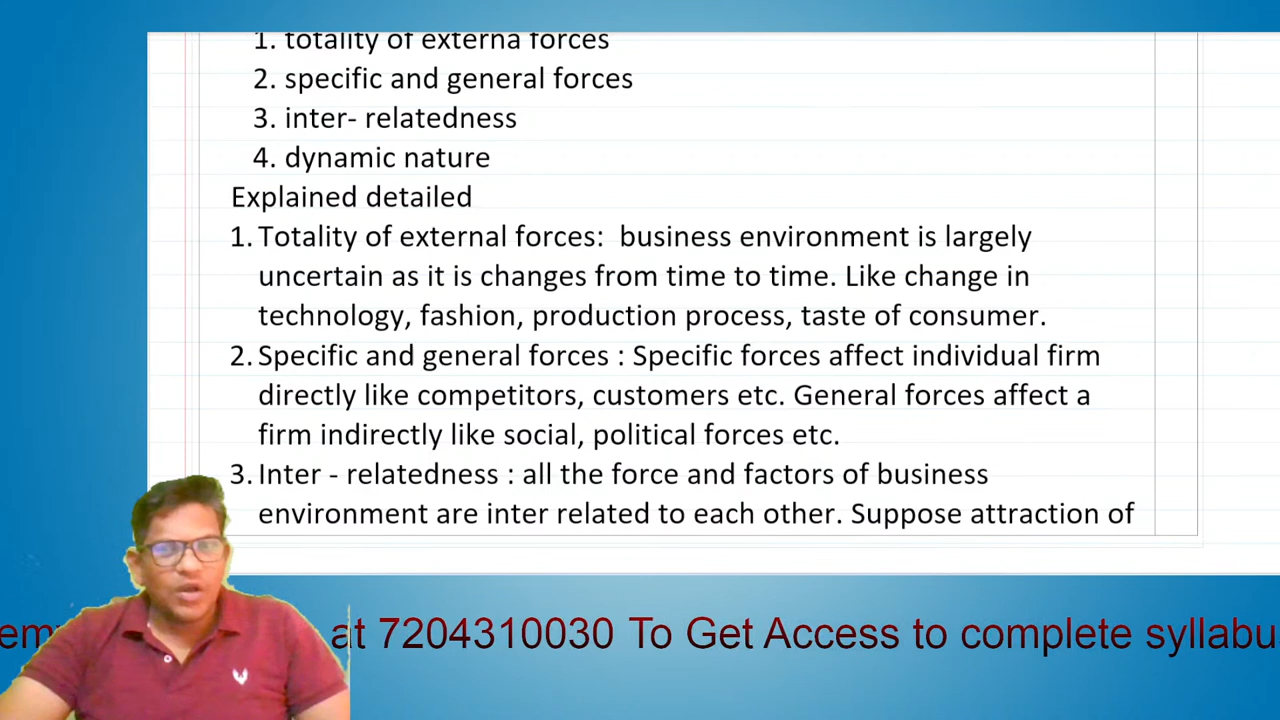 1. totality of externa forces
2. specific and general forces
3. inter- relatedness
4. dynamic nature
Explained detailed
1. Totality of external forces: business environment is largely
uncertain as it is changes from time to time. Like change in
technology, fashion, production process, taste of consumer.
2. Specific and general forces : Specific forces affect individual firm
directly like competitors, customers etc. General forces affect a
firm indirectly like social, political forces etc.
3. Inter - relatedness : all the force and factors of business
environment are inter related to each other. Suppose attraction of
at 7204310030 To Get Access to complete syllabu